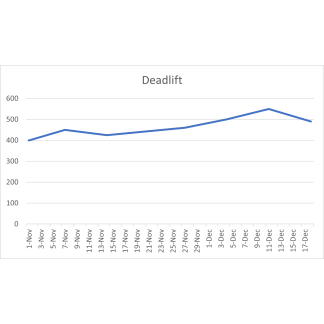 Deadlift
600
500
400
300
200
100
0
1-Nov
3-Nov
5-Nov
7-Nov
9-Nov
11-Nov
13-Nov
15-Nov
17-Nov
19-Nov
21-Nov
23-Nov
25-Nov
27-Nov
29-Nov
1-Dec
3-Dec
5-Dec
7-Dec
9-Dec
11-Dec
13-Dec
15-Dec
17-Dec